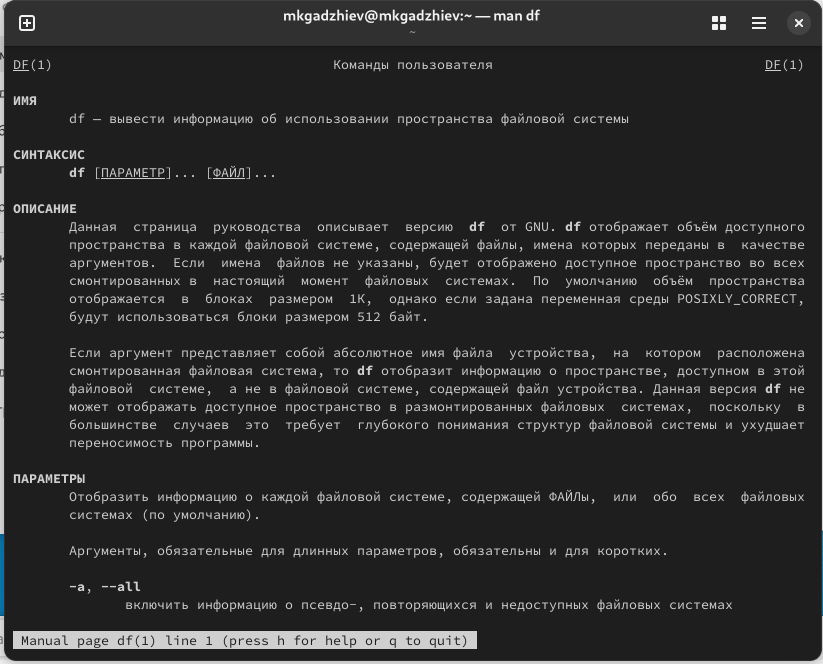 mkgadzhiev@mkgadzhiev:~ — man df
~
DF(1) Команды пользователя DF(1)
ИМЯ
df — вывести информацию об использовании пространства файловой системы
СИНТАКСИС
df [ПАРАМЕТР]... [ФАЙЛ]...
ОПИСАНИЕ
Данная страница руководства описывает версию df от GNU. df отображает объём доступного
пространства в каждой файловой системе, содержащей файлы, имена которых переданы в качестве
аргументов. Если имена файлов не указаны, будет отображено доступное пространство во всех
смонтированных в настоящий момент файловых системах. По умолчанию объём пространства
отображается в блоках размером 1K, однако если задана переменная среды POSIXLY_CORRECT,
будут использоваться блоки размером 512 байт.
Если аргумент представляет собой абсолютное имя файла устройства, на котором расположена
смонтированная файловая система, то df отобразит информацию о пространстве, доступном в этой
файловой системе, а не в файловой системе, содержащей файл устройства. Данная версия df не
может отображать доступное пространство в размонтированных файловых системах, поскольку в
большинстве случаев это требует глубокого понимания структур файловой системы и ухудшает
переносимость программы.
ПАРАМЕТРЫ
Отобразить информацию о каждой файловой системе, содержащей ФАЙЛы, или обо всех файловых
системах (по умолчанию).
Аргументы, обязательные для длинных параметров, обязательны и для коротких.
-a, --all
включить информацию о псевдо-, повторяющихся и недоступных файловых системах
Manual page df(1) line 1 (press h for help or q to quit)